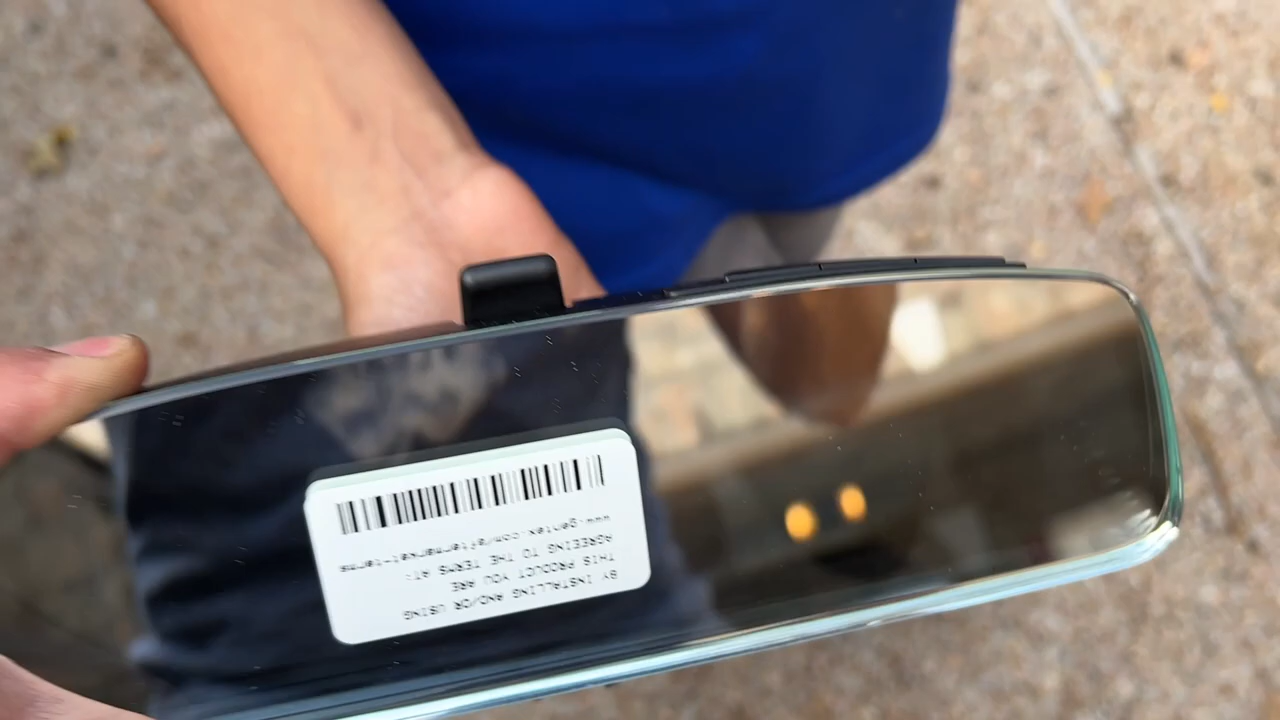 BY INSTALLING AND/OR USING
THIS PRODUCT YOU ARE
AGREEING TO THE TERMS AT:
www.gentex.com/aftermarket-terms